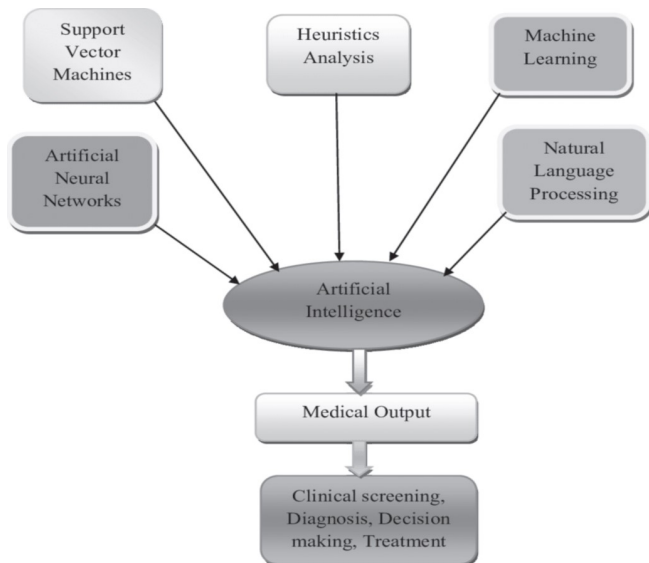 Support
Vector
Machines
Heuristics
Analysis
Machine
Learning
Artificial
Neural
Networks
Natural
Language
Processing
Artificial
Intelligence
Medical Output
Clinical screening,
Diagnosis, Decision
making, Treatment